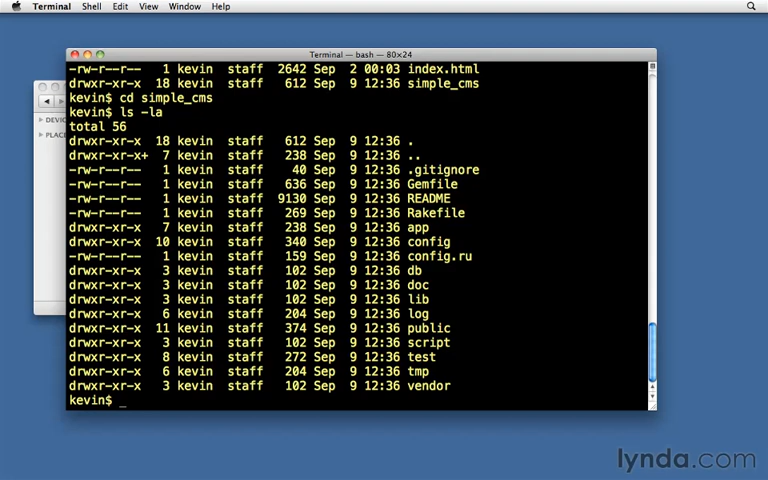 Terminal Shell Edit View Window Help
Terminal — bash — 80×24
-rw-r--r-- 1 kevin staff 2642 Sep 2 00:03 index.html
drwxr-xr-x 18 kevin staff 612 Sep 9 12:36 simple_cms
kevin$ cd simple_cms
kevin$ ls -la
total 56
drwxr-xr-x 18 kevin staff 612 Sep 9 12:36 .
drwxr-xr-x+ 7 kevin staff 238 Sep 9 12:36 ..
-rw-r--r-- 1 kevin staff 40 Sep 9 12:36 .gitignore
-rw-r--r-- 1 kevin staff 636 Sep 9 12:36 Gemfile
-rw-r--r-- 1 kevin staff 9130 Sep 9 12:36 README
-rw-r--r-- 1 kevin staff 269 Sep 9 12:36 Rakefile
drwxr-xr-x 7 kevin staff 238 Sep 9 12:36 app
drwxr-xr-x 10 kevin staff 340 Sep 9 12:36 config
-rw-r--r-- 1 kevin staff 159 Sep 9 12:36 config.ru
drwxr-xr-x 3 kevin staff 102 Sep 9 12:36 db
drwxr-xr-x 3 kevin staff 102 Sep 9 12:36 doc
drwxr-xr-x 3 kevin staff 102 Sep 9 12:36 lib
drwxr-xr-x 6 kevin staff 204 Sep 9 12:36 log
drwxr-xr-x 11 kevin staff 374 Sep 9 12:36 public
drwxr-xr-x 3 kevin staff 102 Sep 9 12:36 script
drwxr-xr-x 8 kevin staff 272 Sep 9 12:36 test
drwxr-xr-x 6 kevin staff 204 Sep 9 12:36 tmp
drwxr-xr-x 3 kevin staff 102 Sep 9 12:36 vendor
kevin$ _
DEVIC
PLACE
lynda.com